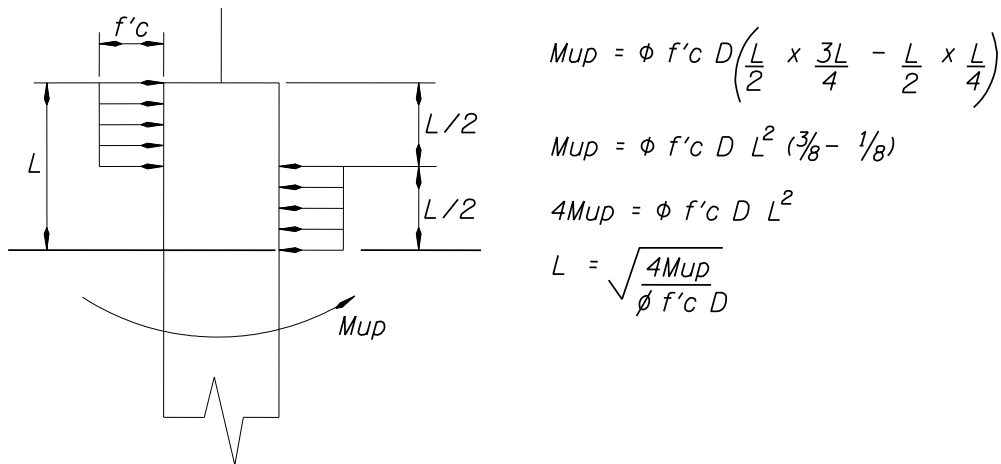 f'c
L
L/2
L/2
Mup
Mup = ϕ f'c D(L/2 x 3L/4 - L/2 x L/4)
Mup = ϕ f'c D L² (3/8 - 1/8)
4Mup = ϕ f'c D L²
L = √(4Mup / ϕ f'c D)